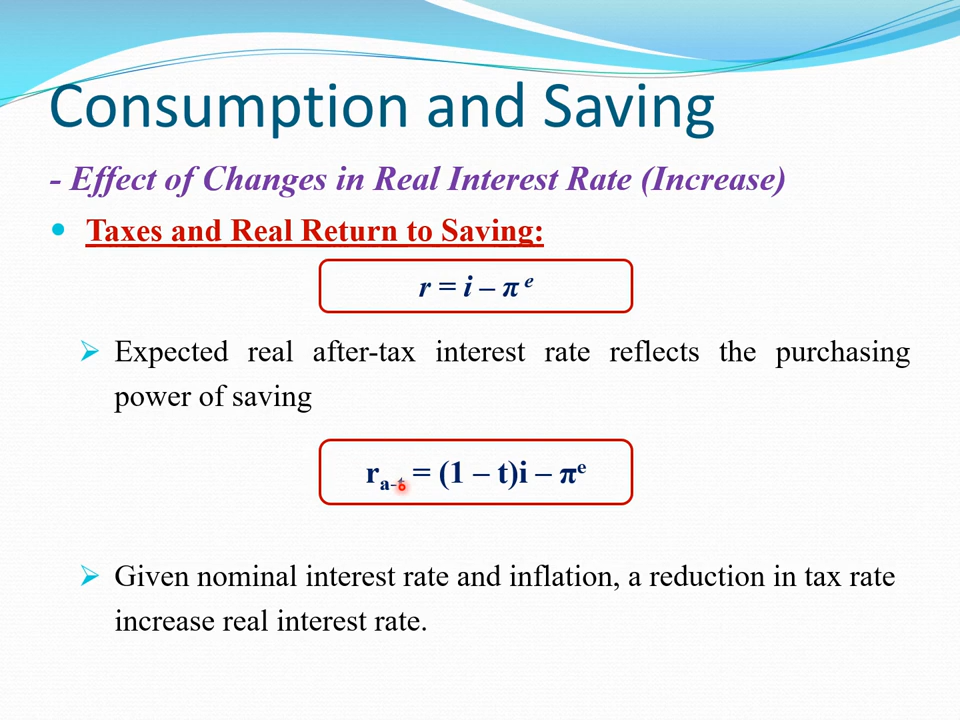 Consumption and Saving
- Effect of Changes in Real Interest Rate (Increase)
• Taxes and Real Return to Saving:
r = i – π ᵉ
➢ Expected real after-tax interest rate reflects the purchasing
power of saving
rₐ₋ₜ = (1 – t)i – πᵉ
➢ Given nominal interest rate and inflation, a reduction in tax rate
increase real interest rate.